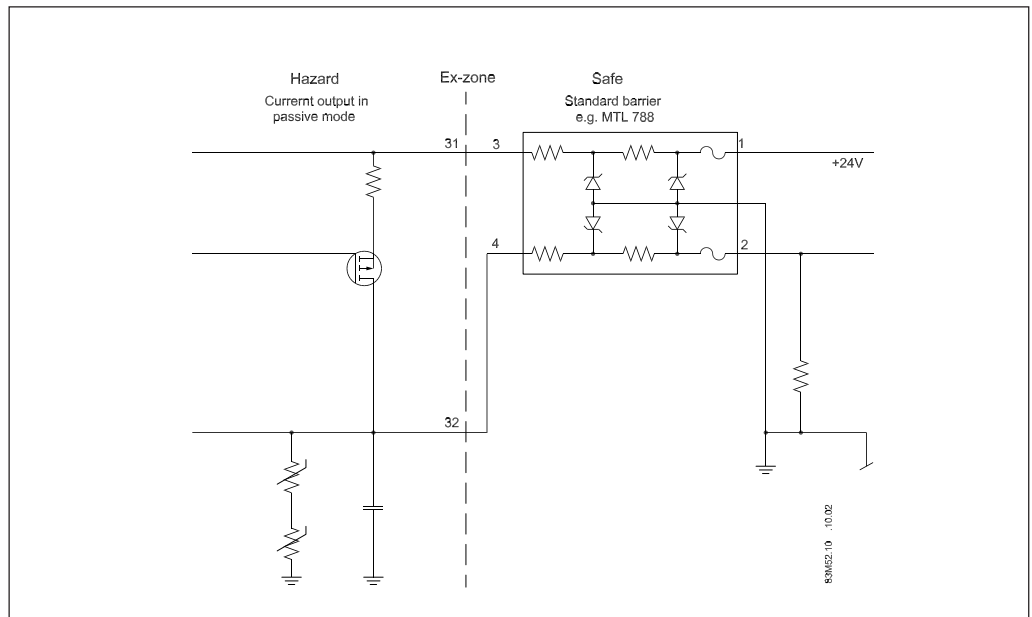 Hazard
Currernt output in
passive mode
Ex-zone
Safe
Standard barrier
e.g. MTL 788
31
3
1
+24V
4
2
32
83M52.10 .10.02